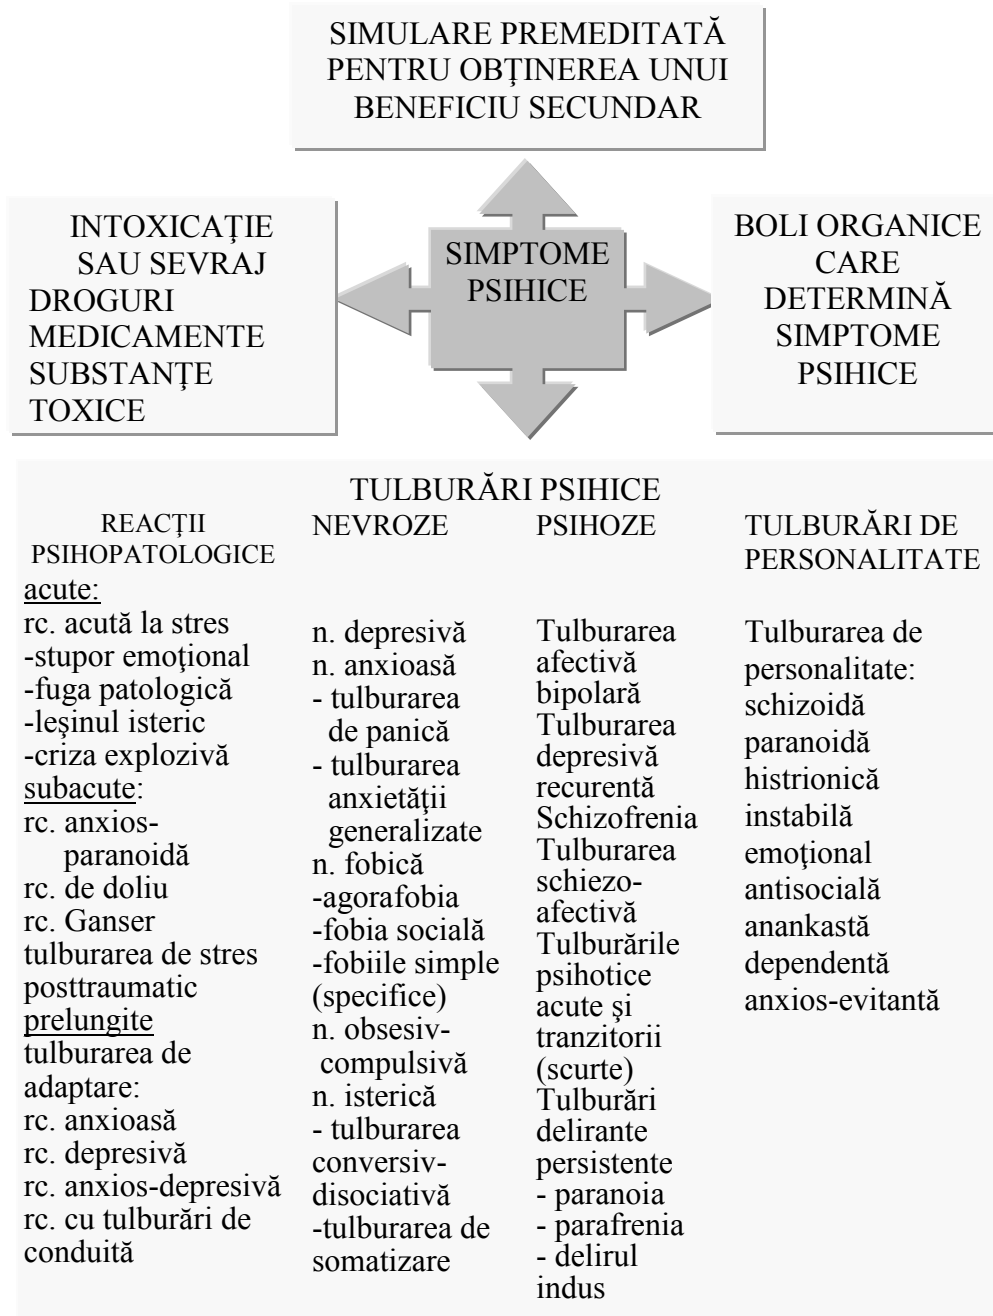 SIMULARE PREMEDITATĂ
PENTRU OBŢINEREA UNUI
BENEFICIU SECUNDAR
INTOXICAŢIE
SAU SEVRAJ
DROGURI
MEDICAMENTE
SUBSTANŢE
TOXICE
SIMPTOME
PSIHICE
BOLI ORGANICE
CARE
DETERMINĂ
SIMPTOME
PSIHICE
TULBURĂRI PSIHICE
REACŢII
PSIHOPATOLOGICE
acute:
rc. acută la stres
-stupor emoţional
-fuga patologică
-leşinul isteric
-criza explozivă
subacute:
rc. anxios-
paranoidă
rc. de doliu
rc. Ganser
tulburarea de stres
posttraumatic
prelungite
tulburarea de
adaptare:
rc. anxioasă
rc. depresivă
rc. anxios-depresivă
rc. cu tulburări de
conduită
NEVROZE
n. depresivă
n. anxioasă
- tulburarea
de panică
- tulburarea
anxietăţii
generalizate
n. fobică
-agorafobia
-fobia socială
-fobiile simple
(specifice)
n. obsesiv-
compulsivă
n. isterică
- tulburarea
conversiv-
disociativă
-tulburarea de
somatizare
PSIHOZE
Tulburarea
afectivă
bipolară
Tulburarea
depresivă
recurentă
Schizofrenia
Tulburarea
schiezo-
afectivă
Tulburările
psihotice
acute şi
tranzitorii
(scurte)
Tulburări
delirante
persistente
- paranoia
- parafrenia
- delirul
indus
TULBURĂRI DE
PERSONALITATE
Tulburarea de
personalitate:
schizoidă
paranoidă
histrionică
instabilă
emoţional
antisocială
anankastă
dependentă
anxios-evitantă